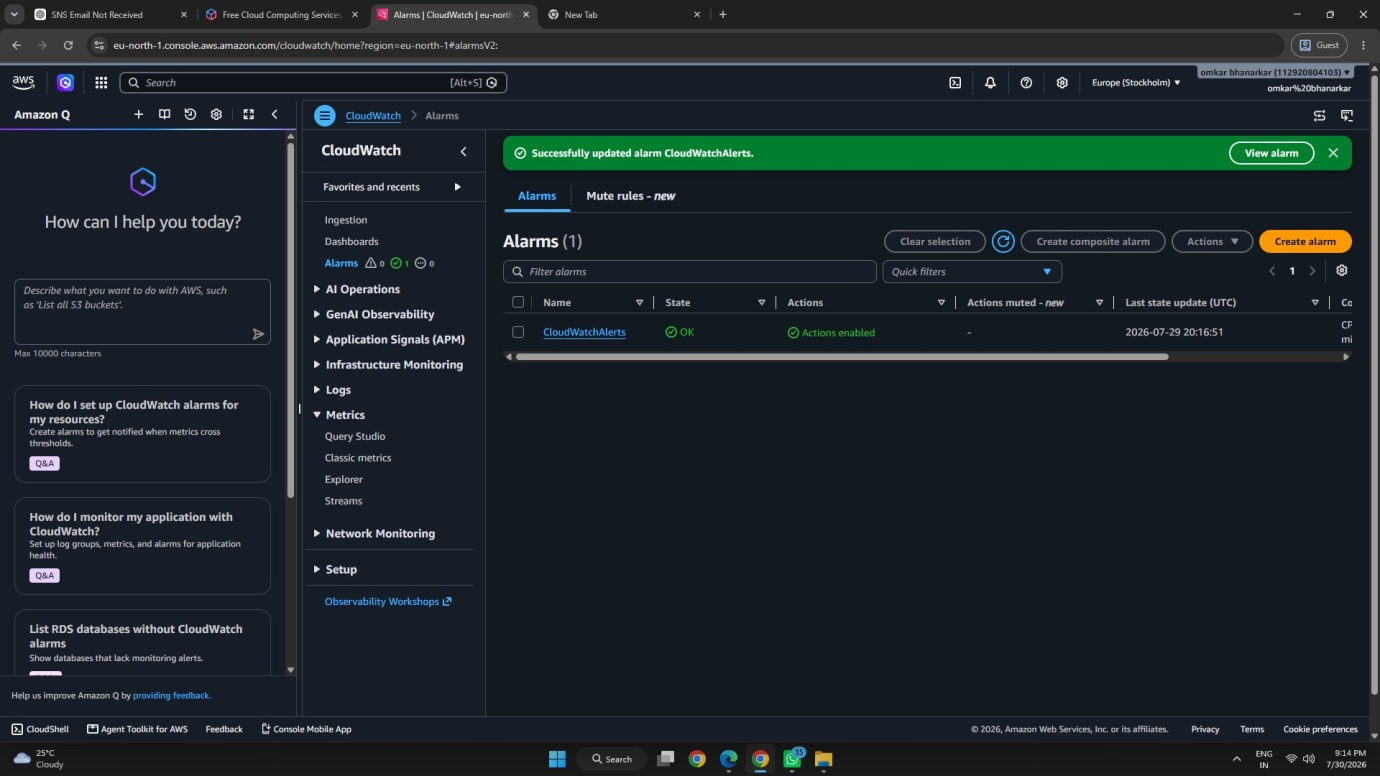 SNS Email Not Received
Free Cloud Computing Services
Alarms | CloudWatch | eu-north
New Tab
eu-north-1.console.aws.amazon.com/cloudwatch/home?region=eu-north-1#alarmsV2:
Guest
aws
Search
[Alt+S]
Europe (Stockholm)
omkar bhanarkar (112920804103)
omkar%20bhanarkar
Amazon Q
CloudWatch
Alarms
How can I help you today?
Describe what you want to do with AWS, such
as 'List all S3 buckets'.
Max 10000 characters
How do I set up CloudWatch alarms for
my resources?
Create alarms to get notified when metrics cross
thresholds.
Q&A
How do I monitor my application with
CloudWatch?
Set up log groups, metrics, and alarms for application
health.
Q&A
List RDS databases without CloudWatch
alarms
Show databases that lack monitoring alerts.
Help us improve Amazon Q by providing feedback.
CloudWatch
Favorites and recents
Ingestion
Dashboards
Alarms 0 1 0
AI Operations
GenAI Observability
Application Signals (APM)
Infrastructure Monitoring
Logs
Metrics
Query Studio
Classic metrics
Explorer
Streams
Network Monitoring
Setup
Observability Workshops
Successfully updated alarm CloudWatchAlerts.
View alarm
Alarms
Mute rules - new
Alarms (1)
Clear selection
Create composite alarm
Actions
Create alarm
Filter alarms
Quick filters
1
Name
State
Actions
Actions muted - new
Last state update (UTC)
Co
CloudWatchAlerts
OK
Actions enabled
-
2026-07-29 20:16:51
CP
mi
CloudShell
Agent Toolkit for AWS
Feedback
Console Mobile App
© 2026, Amazon Web Services, Inc. or its affiliates.
Privacy
Terms
Cookie preferences
25°C
Cloudy
Search
35
ENG
IN
9:14 PM
7/30/2026